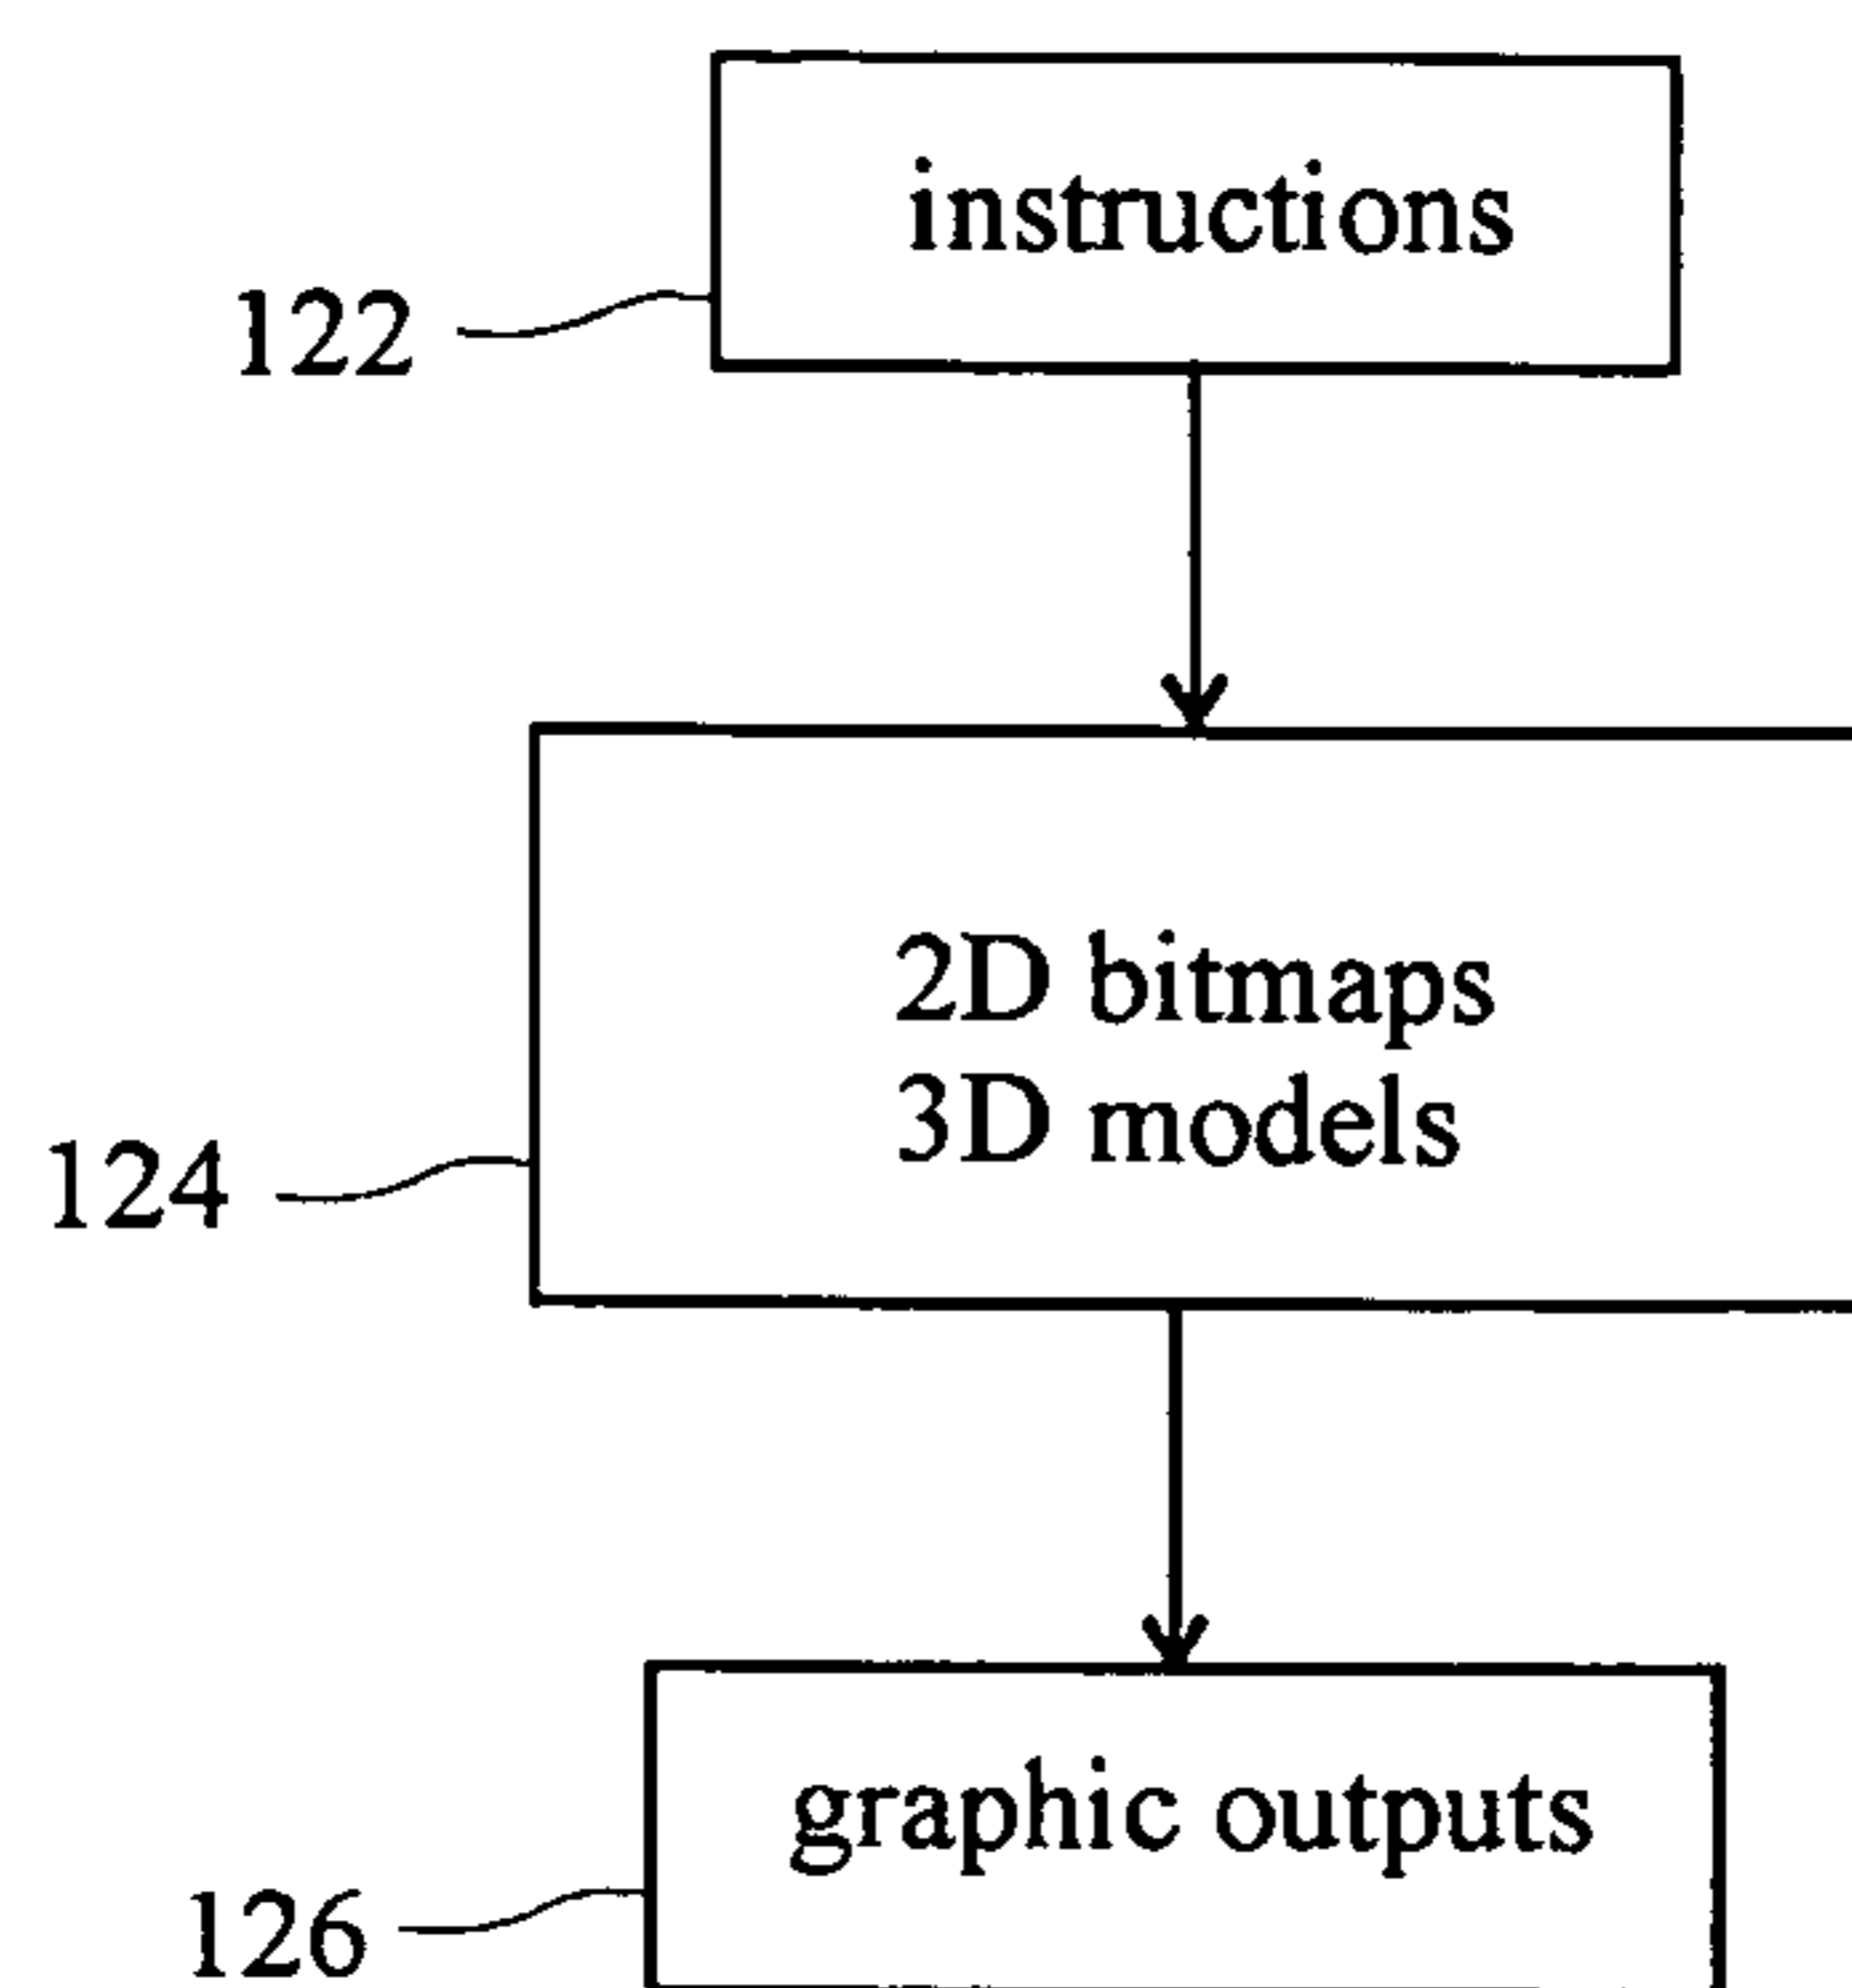 instructions
122
2D bitmaps
3D models
124
graphic outputs
126